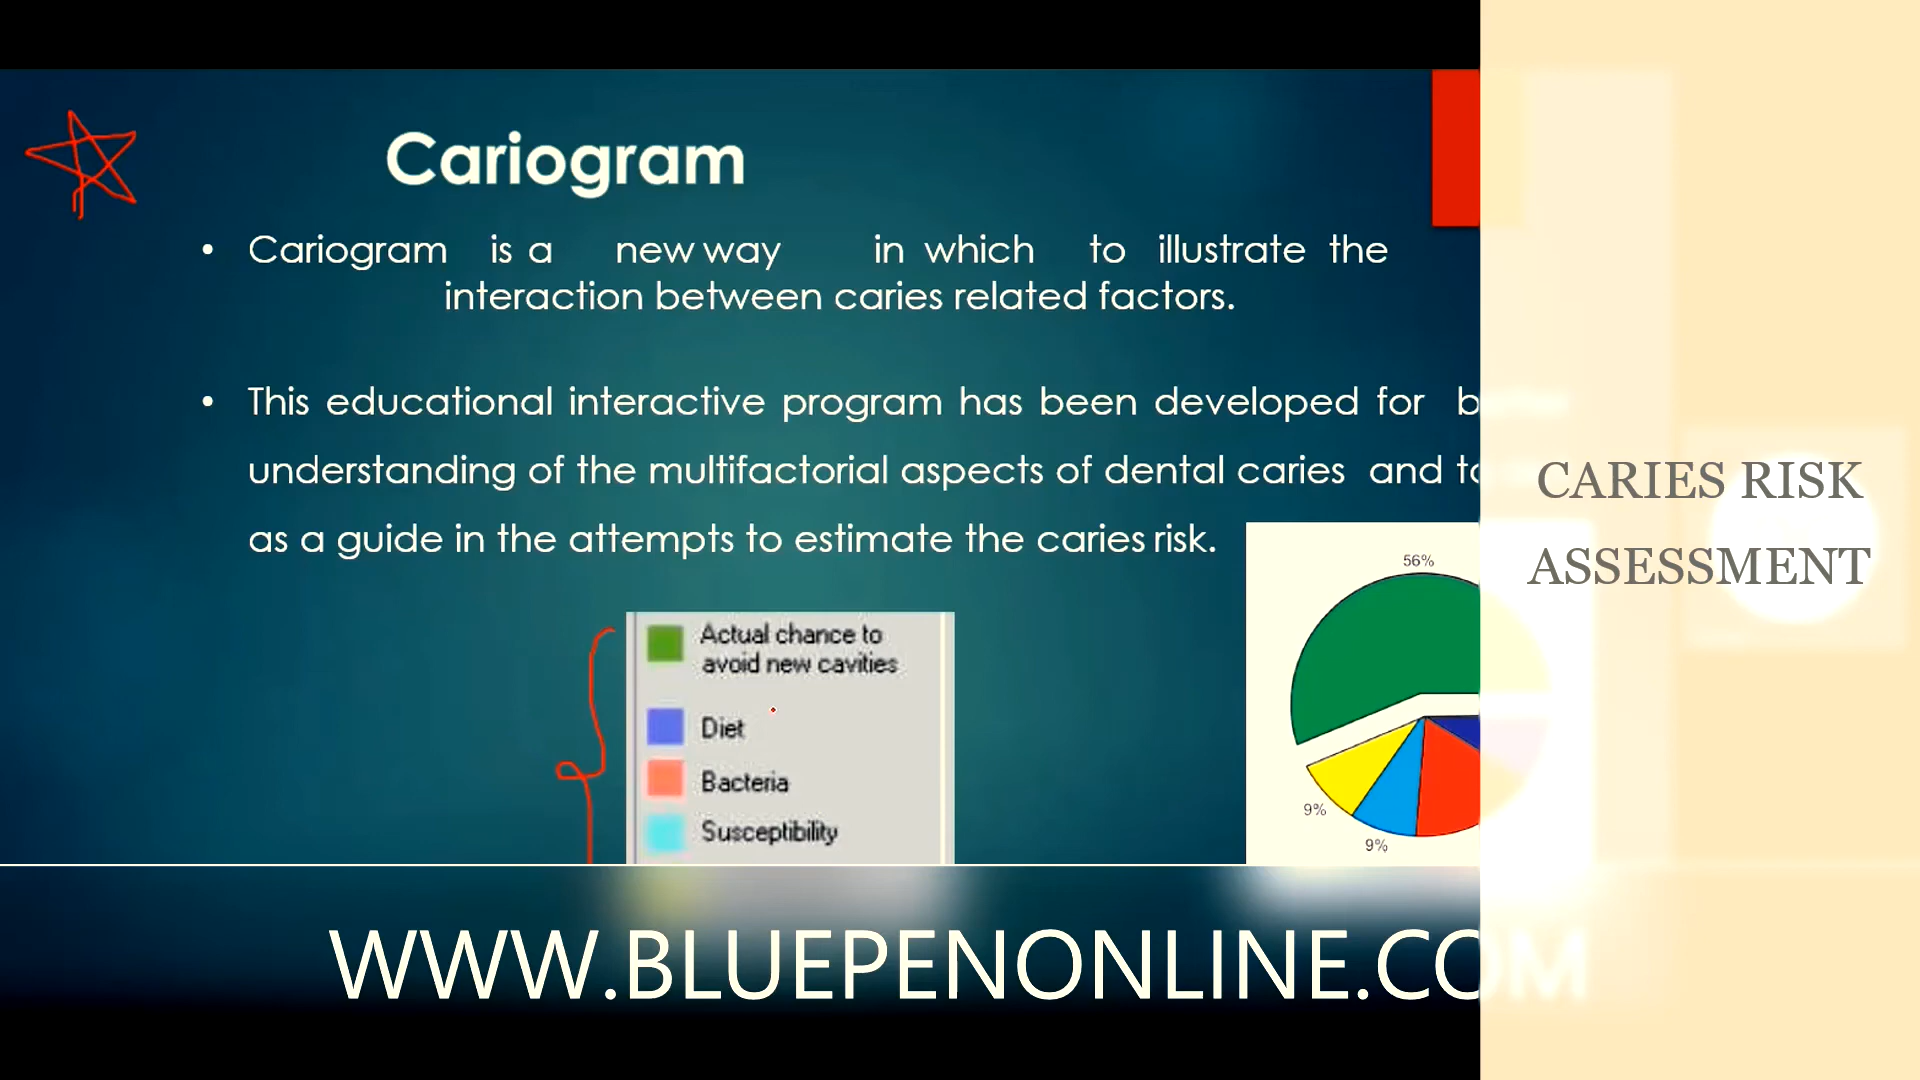 Cariogram
• Cariogram is a new way in which to illustrate the
interaction between caries related factors.
• This educational interactive program has been developed for
understanding of the multifactorial aspects of dental caries and to
as a guide in the attempts to estimate the caries risk.
Actual chance to
avoid new cavities
Diet
Bacteria
Susceptibility
56%
9%
9%
CARIES RISK
ASSESSMENT
WWW.BLUEPENONLINE.COM